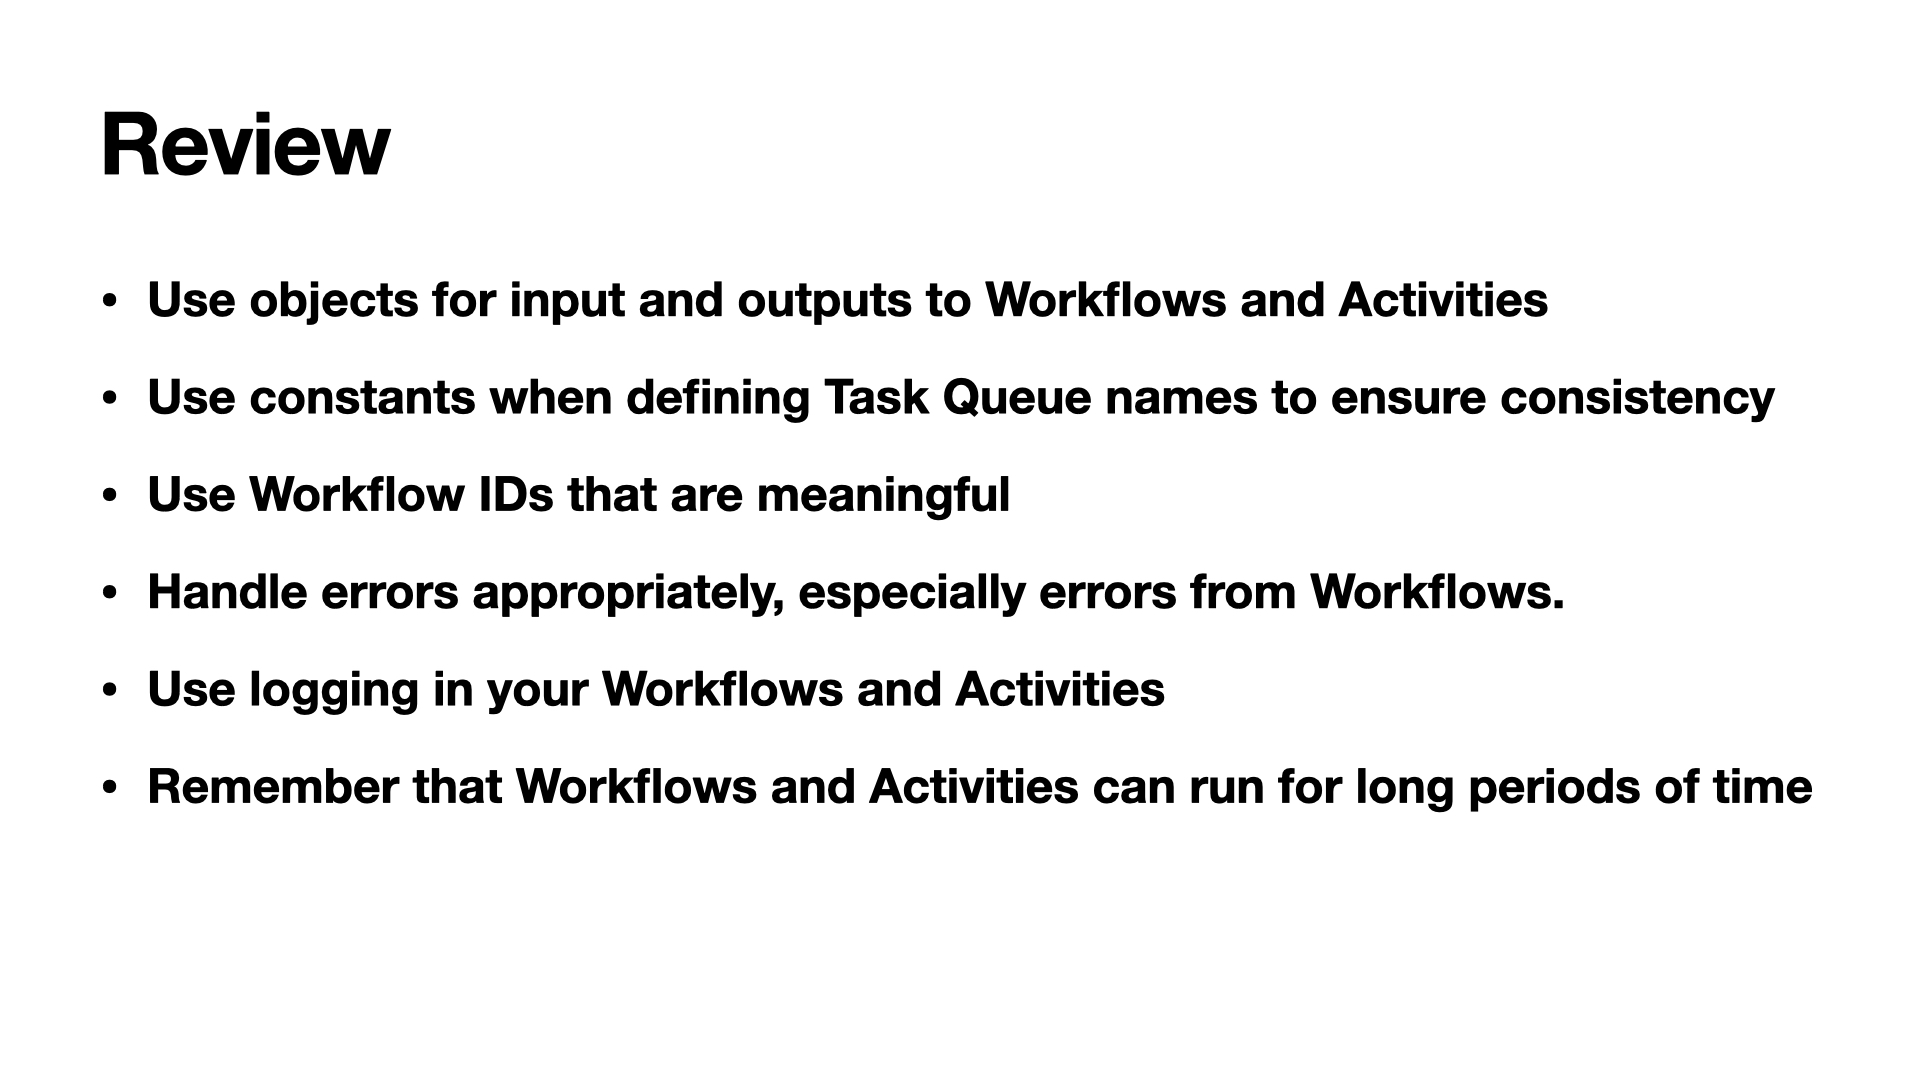 Review
• Use objects for input and outputs to Workflows and Activities
• Use constants when defining Task Queue names to ensure consistency
• Use Workflow IDs that are meaningful
• Handle errors appropriately, especially errors from Workflows.
• Use logging in your Workflows and Activities
• Remember that Workflows and Activities can run for long periods of time